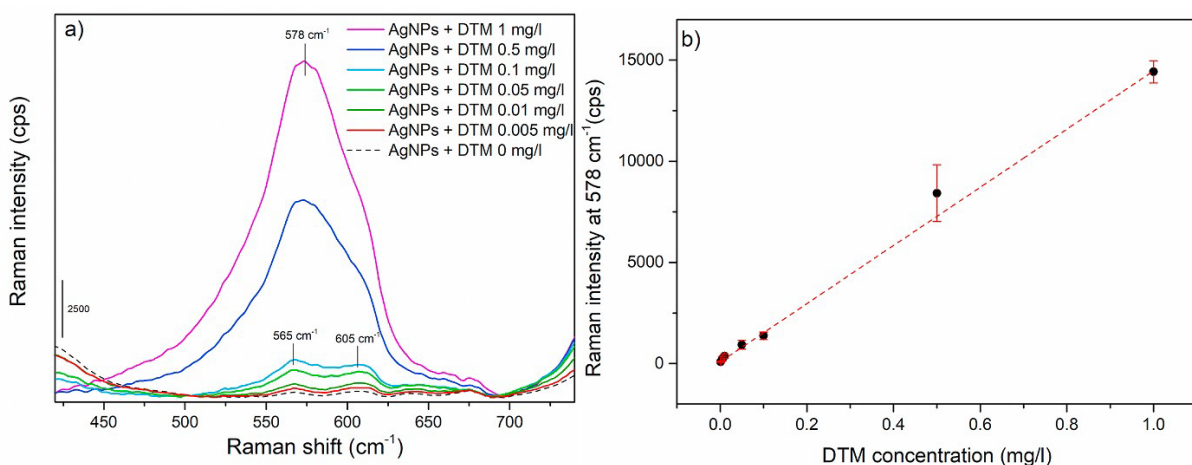 a)
578 cm⁻¹
AgNPs + DTM 1 mg/l
AgNPs + DTM 0.5 mg/l
AgNPs + DTM 0.1 mg/l
AgNPs + DTM 0.05 mg/l
AgNPs + DTM 0.01 mg/l
AgNPs + DTM 0.005 mg/l
AgNPs + DTM 0 mg/l
2500
565 cm⁻¹
605 cm⁻¹
Raman intensity (cps)
450 500 550 600 650 700
Raman shift (cm⁻¹)
b)
Raman intensity at 578 cm⁻¹(cps)
15000
10000
5000
0
0.0 0.2 0.4 0.6 0.8 1.0
DTM concentration (mg/l)